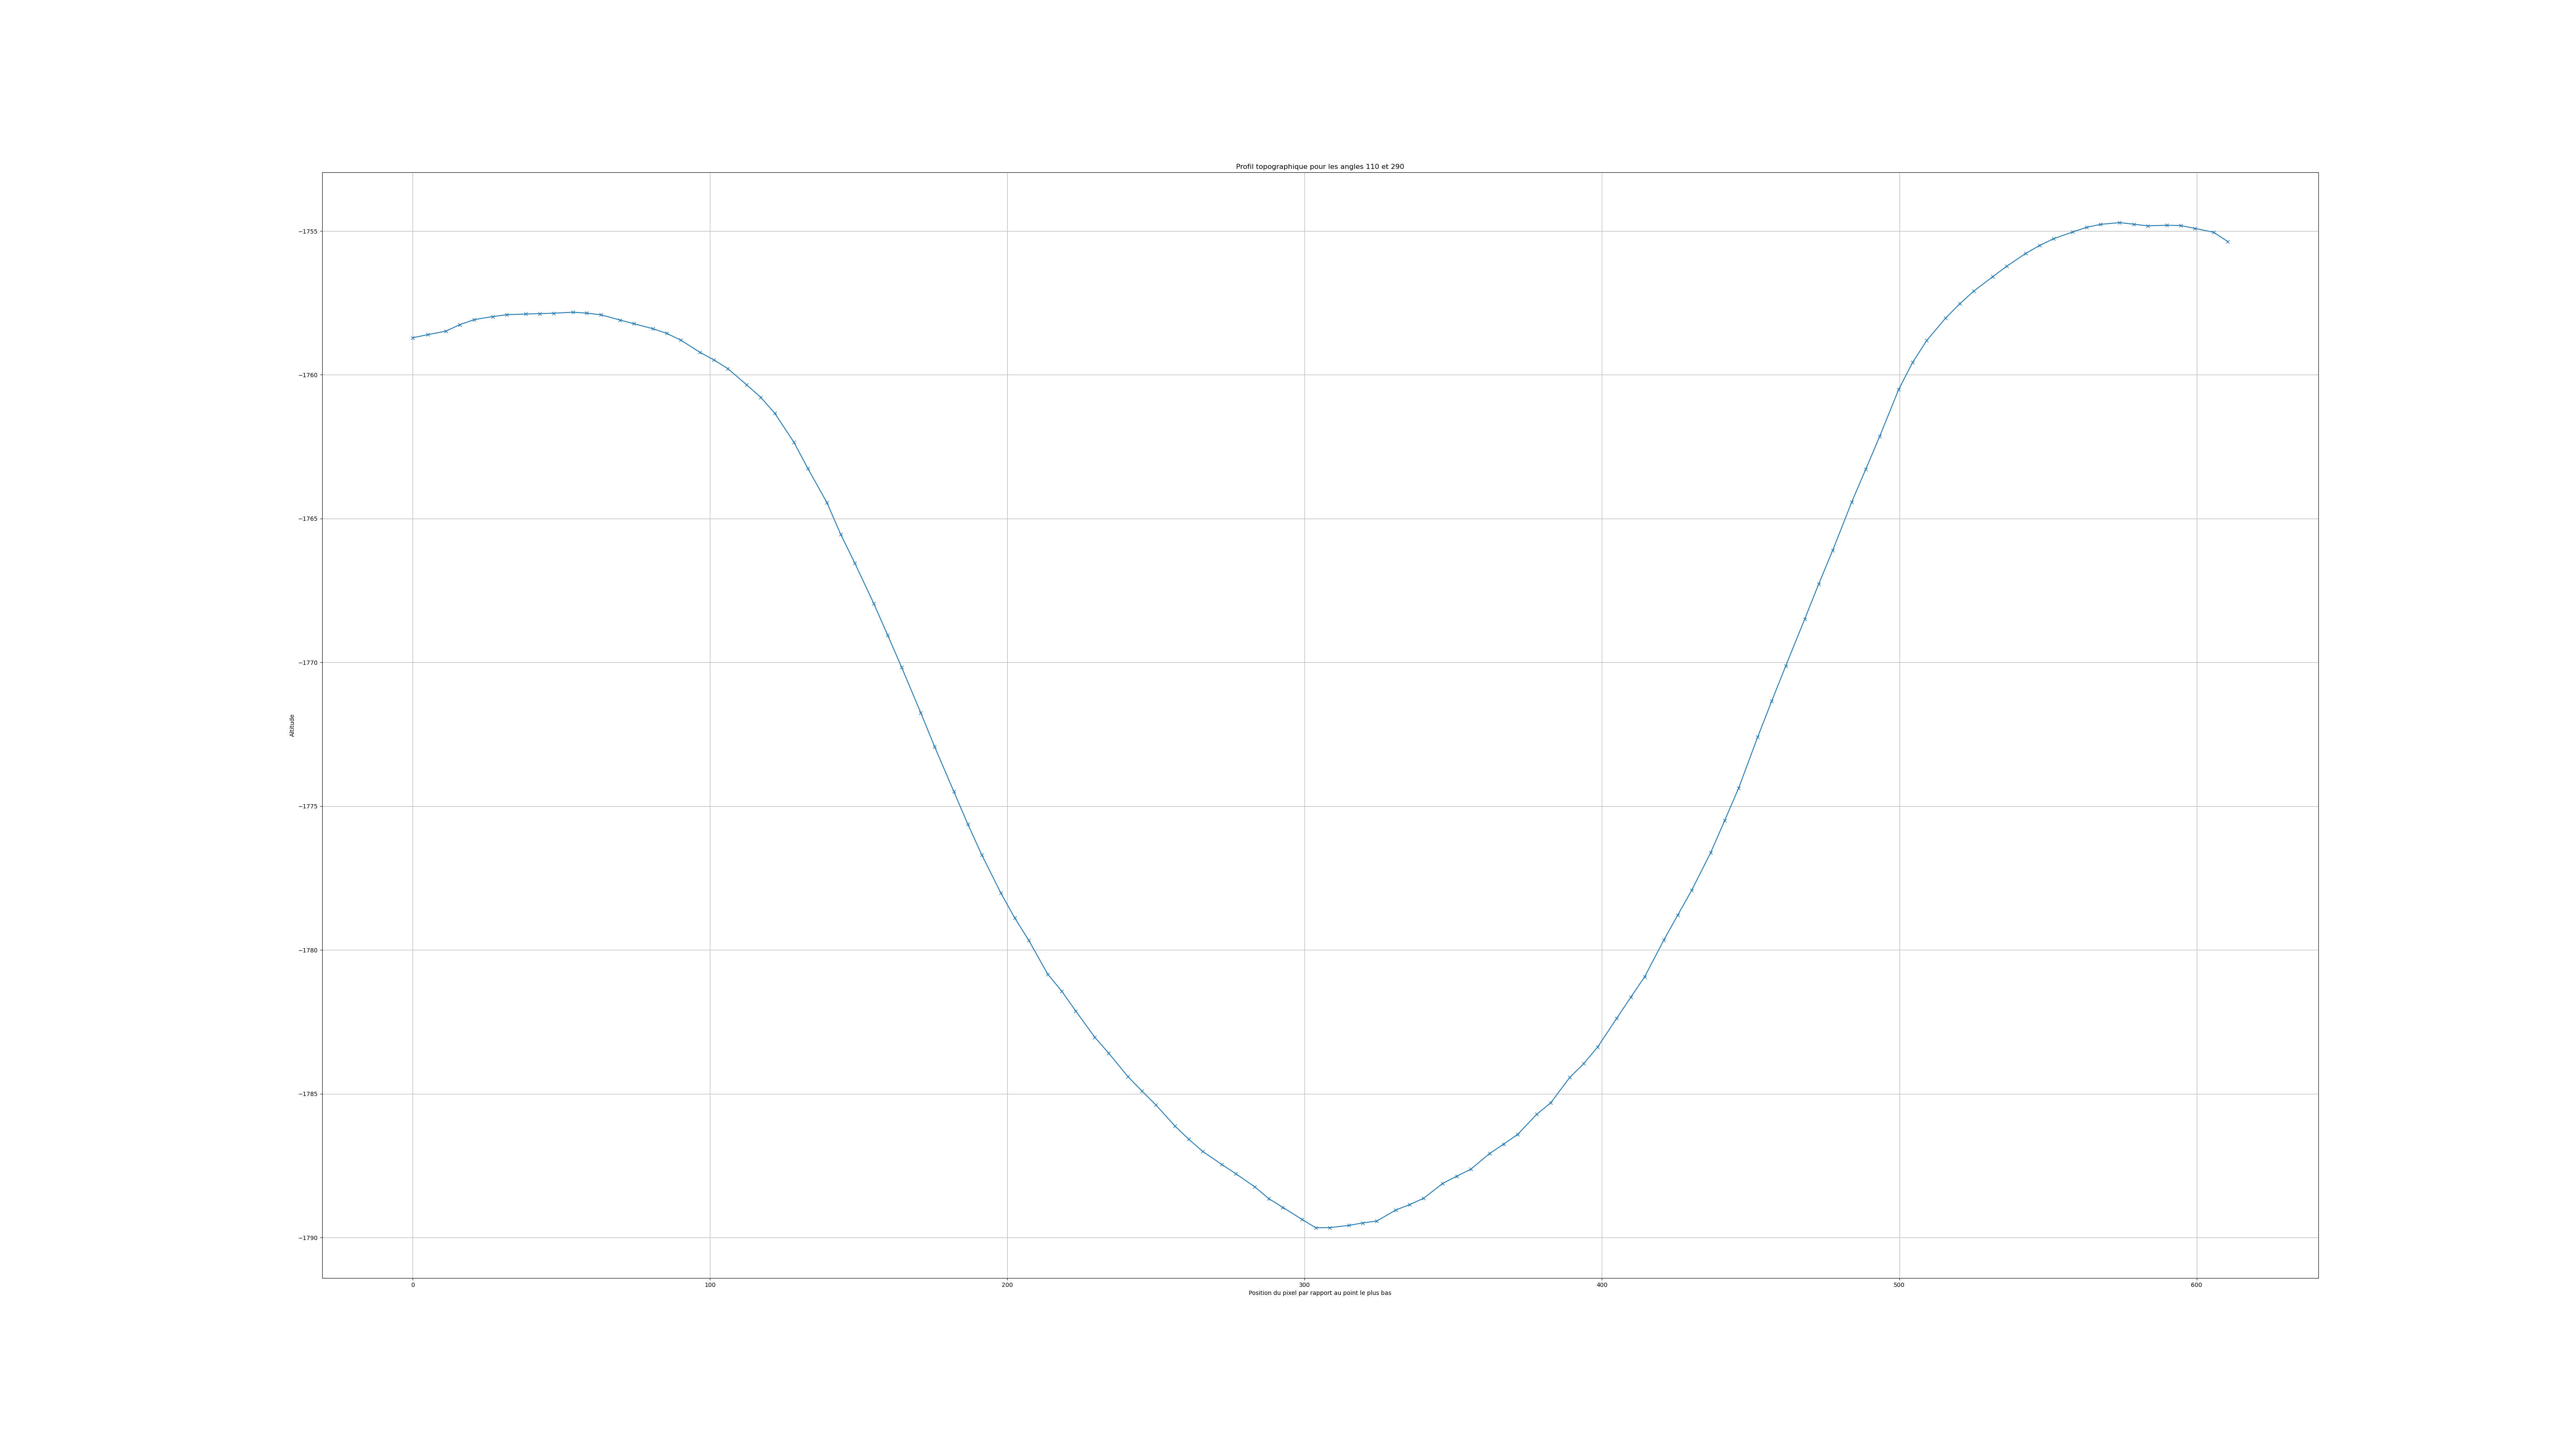 Profil topographique pour les angles 110 et 290
−1755
−1760
−1765
−1770
−1775
−1780
−1785
−1790
Altitude
0 100 200 300 400 500 600
Position du pixel par rapport au point le plus bas